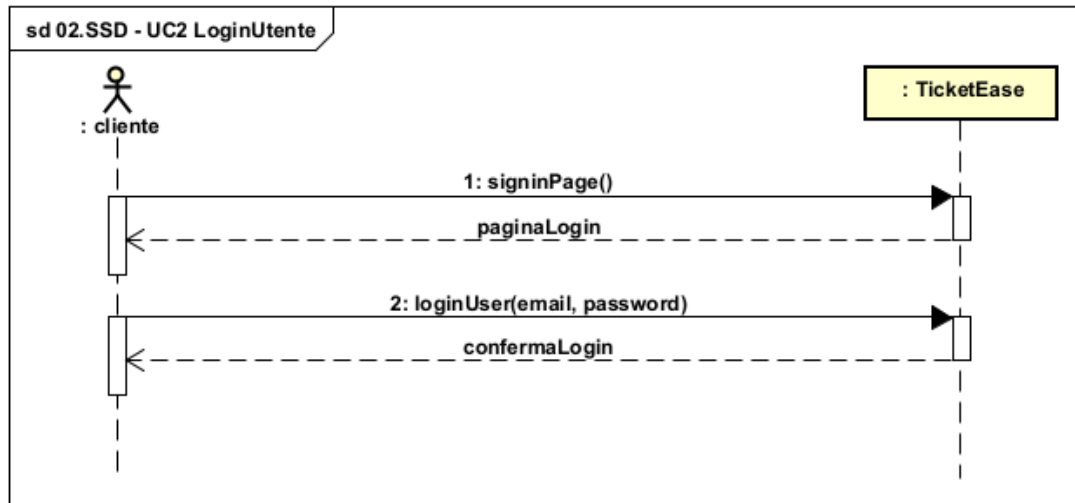 sd 02.SSD - UC2 LoginUtente
: cliente
: TicketEase
1: signinPage()
paginaLogin
2: loginUser(email, password)
confermaLogin